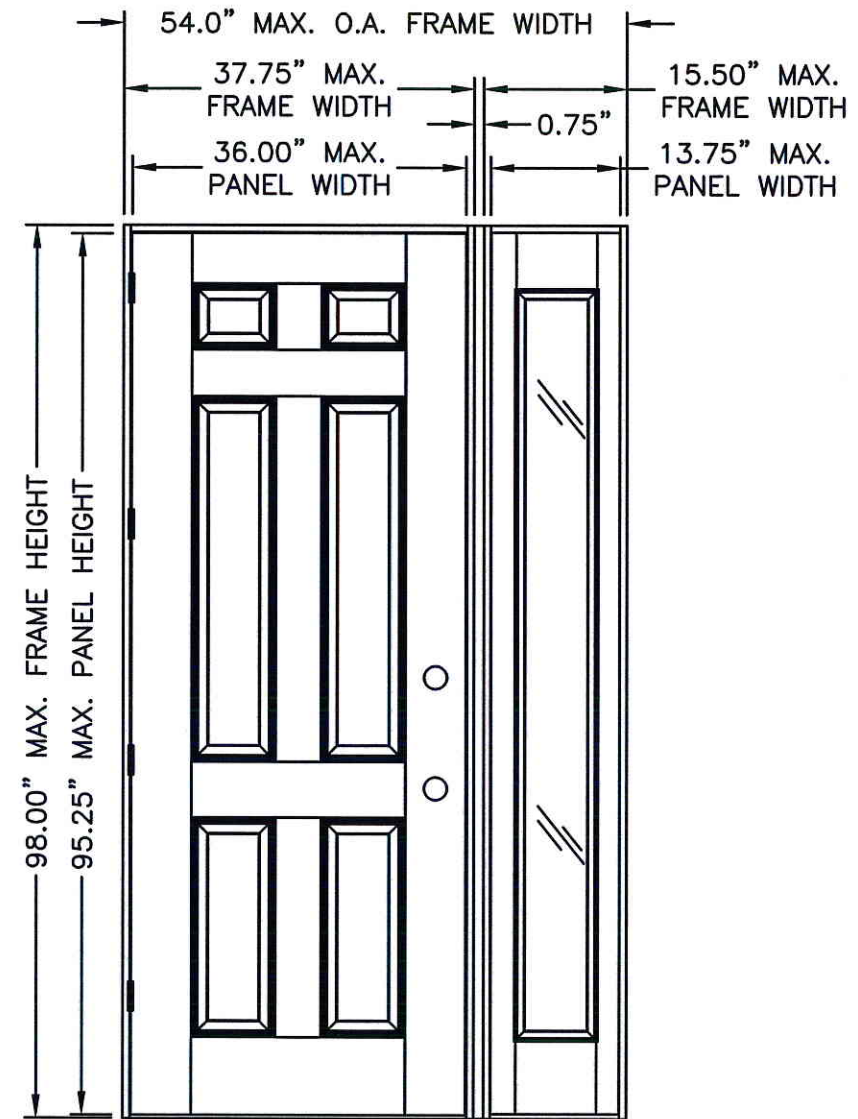 54.0" MAX. O.A. FRAME WIDTH
37.75" MAX.
FRAME WIDTH
15.50" MAX.
FRAME WIDTH
0.75"
36.00" MAX.
PANEL WIDTH
13.75" MAX.
PANEL WIDTH
98.00" MAX. FRAME HEIGHT
95.25" MAX. PANEL HEIGHT